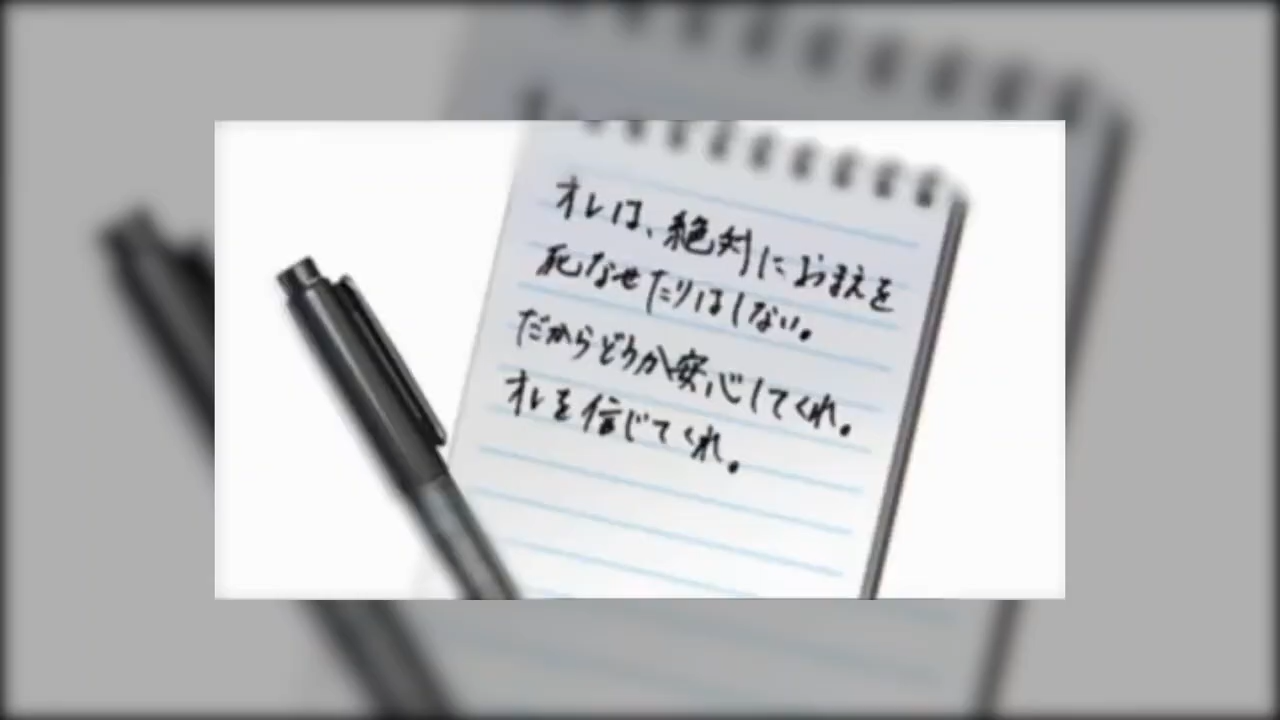 オレは、絶対におまえを
死なせたりはしない。
だからどうか安心してくれ。
オレを信じてくれ。